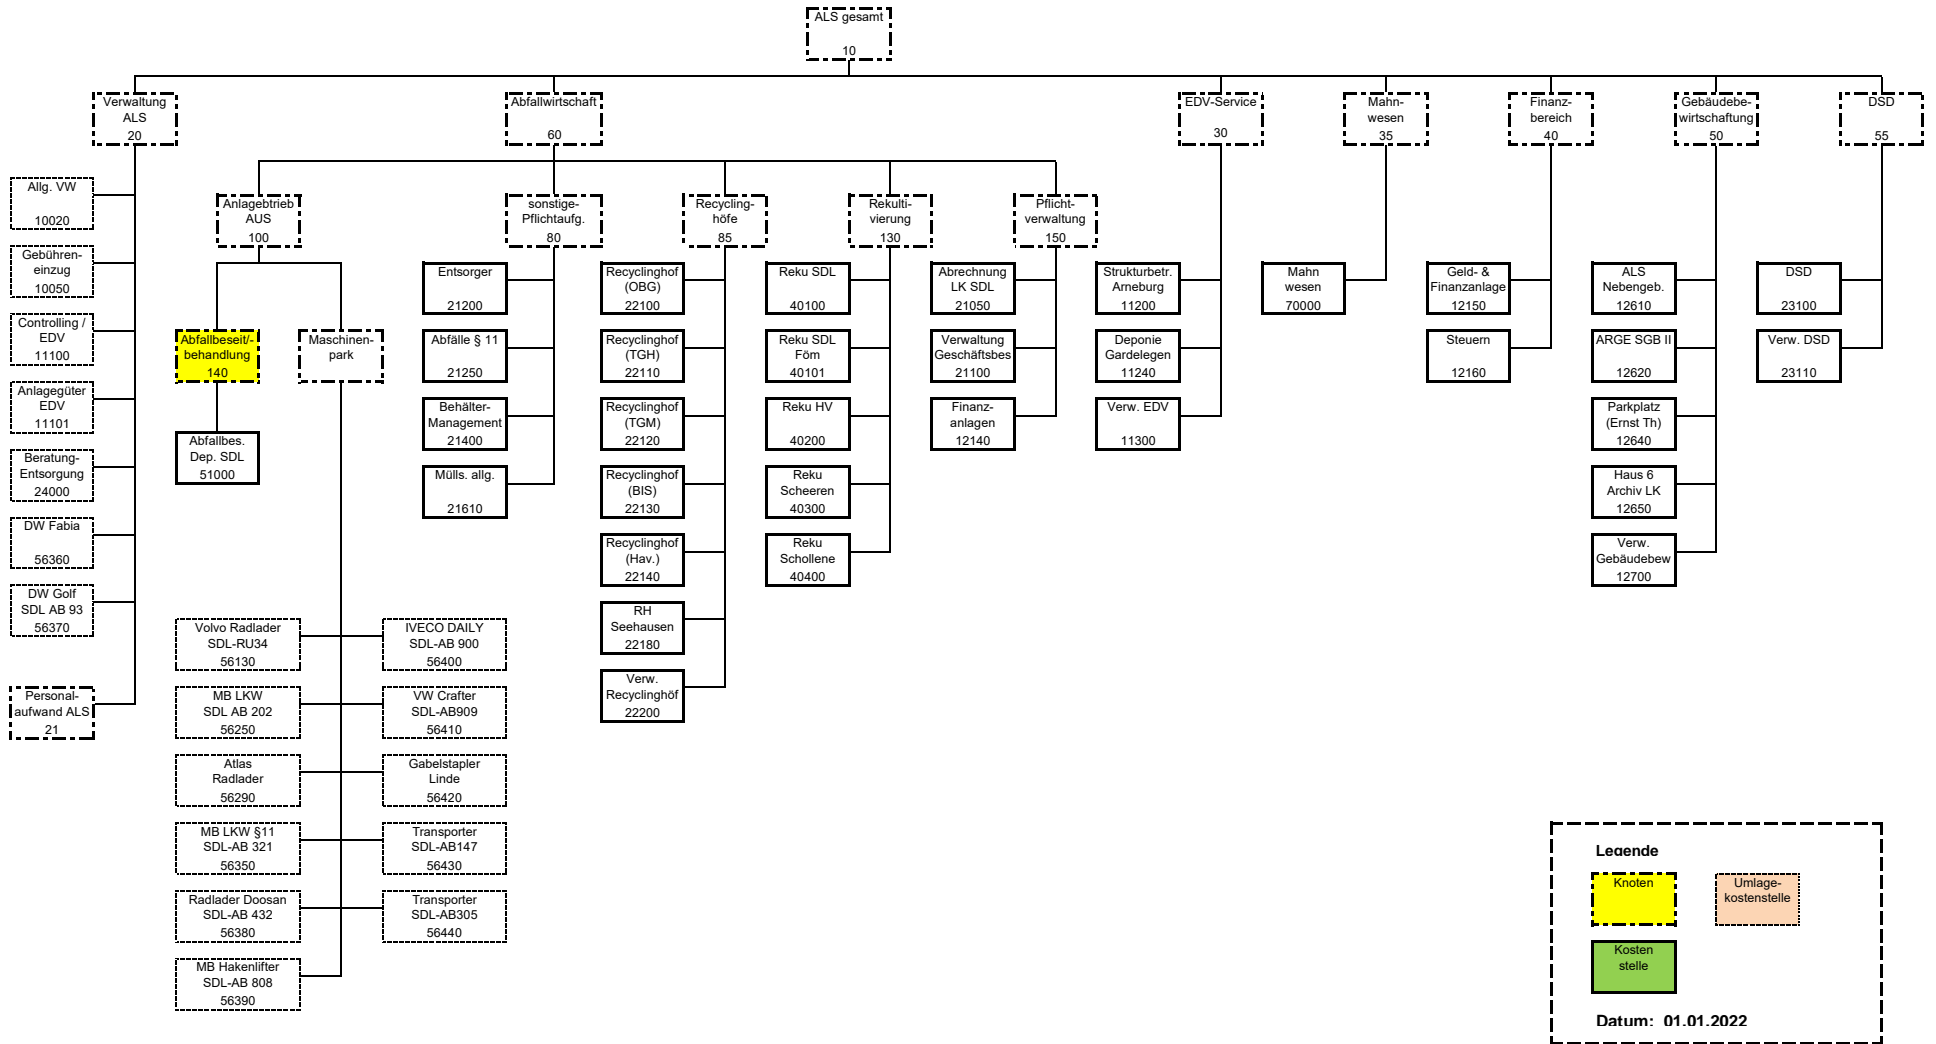 ALS gesamt
10
Verwaltung
ALS
20
Abfallwirtschaft
60
EDV-Service
30
Mahn-
wesen
35
Finanz-
bereich
40
Gebäudebe-
wirtschaftung
50
DSD
55
Allg. VW
10020
Gebühren-
einzug
10050
Controlling /
EDV
11100
Anlagegüter
EDV
11101
Beratung-
Entsorgung
24000
DW Fabia
56360
DW Golf
SDL AB 93
56370
Personal-
aufwand ALS
21
Anlagebtrieb
AUS
100
sonstige-
Pflichtaufg.
80
Recycling-
höfe
85
Rekulti-
vierung
130
Pflicht-
verwaltung
150
Abfallbeseit/-
behandlung
140
Maschinen-
park
Abfallbes.
Dep. SDL
51000
Volvo Radlader
SDL-RU34
56130
MB LKW
SDL AB 202
56250
Atlas
Radlader
56290
MB LKW §11
SDL-AB 321
56350
Radlader Doosan
SDL-AB 432
56380
MB Hakenlifter
SDL-AB 808
56390
IVECO DAILY
SDL-AB 900
56400
VW Crafter
SDL-AB909
56410
Gabelstapler
Linde
56420
Transporter
SDL-AB147
56430
Transporter
SDL-AB305
56440
Entsorger
21200
Abfälle § 11
21250
Behälter-
Management
21400
Mülls. allg.
21610
Recyclinghof
(OBG)
22100
Recyclinghof
(TGH)
22110
Recyclinghof
(TGM)
22120
Recyclinghof
(BIS)
22130
Recyclinghof
(Hav.)
22140
RH
Seehausen
22180
Verw.
Recyclinghöf
22200
Reku SDL
40100
Reku SDL
Föm
40101
Reku HV
40200
Reku
Scheeren
40300
Reku
Schollene
40400
Abrechnung
LK SDL
21050
Verwaltung
Geschäftsbes
21100
Finanz-
anlagen
12140
Strukturbetr.
Arneburg
11200
Deponie
Gardelegen
11240
Verw. EDV
11300
Mahn
wesen
70000
Geld- &
Finanzanlage
12150
Steuern
12160
ALS
Nebengeb.
12610
ARGE SGB II
12620
Parkplatz
(Ernst Th)
12640
Haus 6
Archiv LK
12650
Verw.
Gebäudebew
12700
DSD
23100
Verw. DSD
23110
Legende
Knoten
Umlage-
kostenstelle
Kosten
stelle
Datum: 01.01.2022